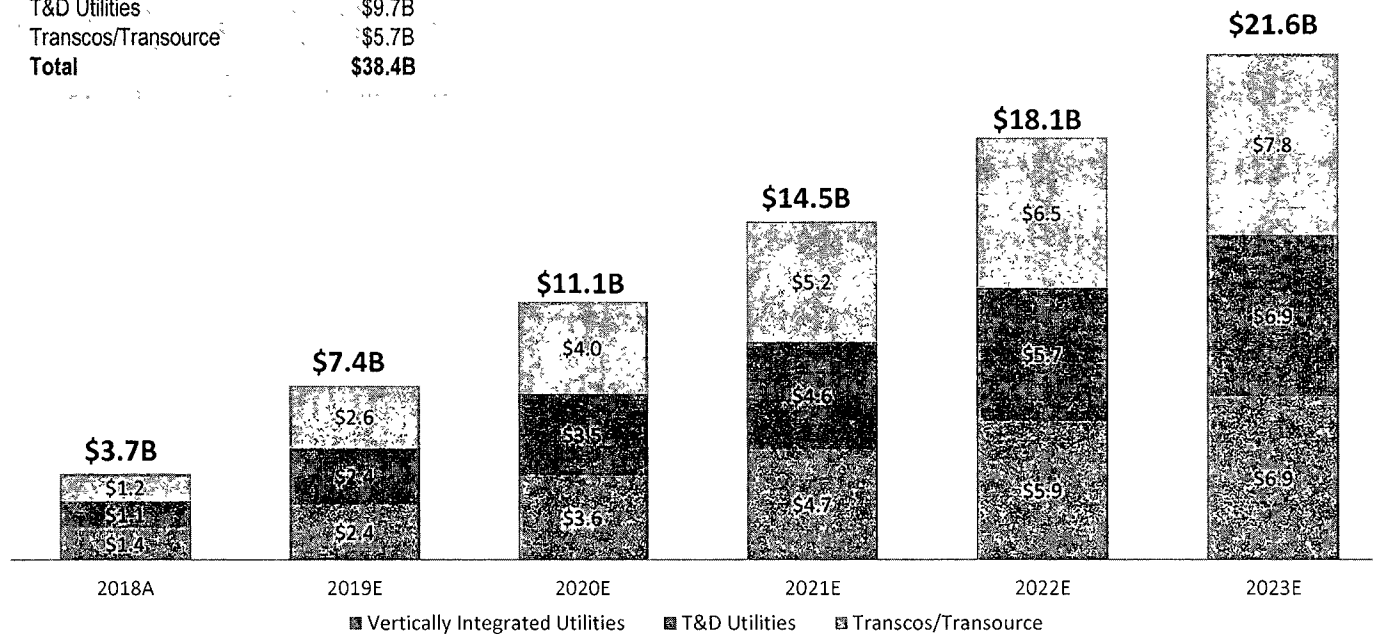 T&D Utilities $9.7B
Transcos/Transource $5.7B
Total $38.4B
$21.6B
$18.1B
$7.8
$14.5B
$6.5
$11.1B
$5.2
$6.9
$7.4B
$4.0
$5.7
$2.6
$4.6
$3.7B
$3.5
$6.9
$1.2
$2.4
$5.9
$4.7
$1.1
$3.6
$2.4
$1.4
2018A 2019E 2020E 2021E 2022E 2023E
Vertically Integrated Utilities T&D Utilities Transcos/Transource